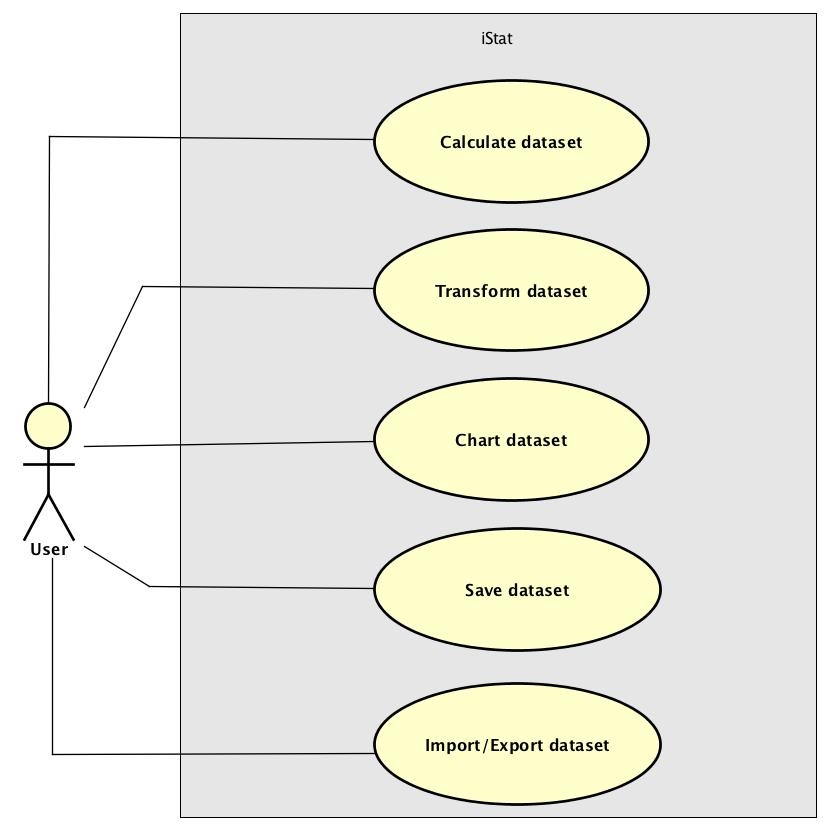 iStat
Calculate dataset
Transform dataset
Chart dataset
User
Save dataset
Import/Export dataset